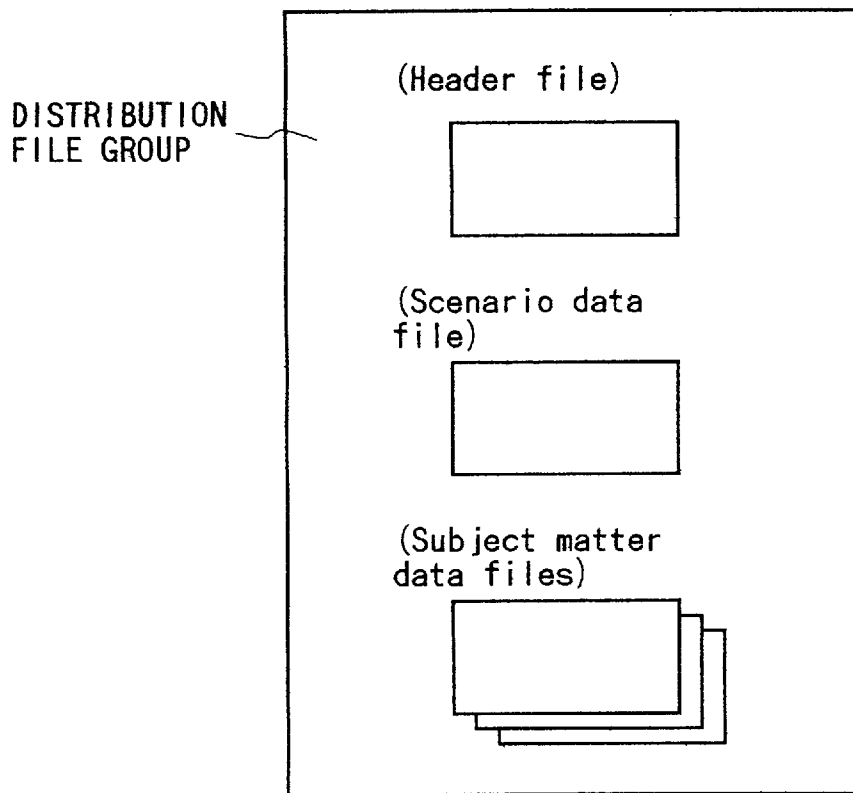 DISTRIBUTION
FILE GROUP
(Header file)
(Scenario data
file)
(Subject matter
data files)